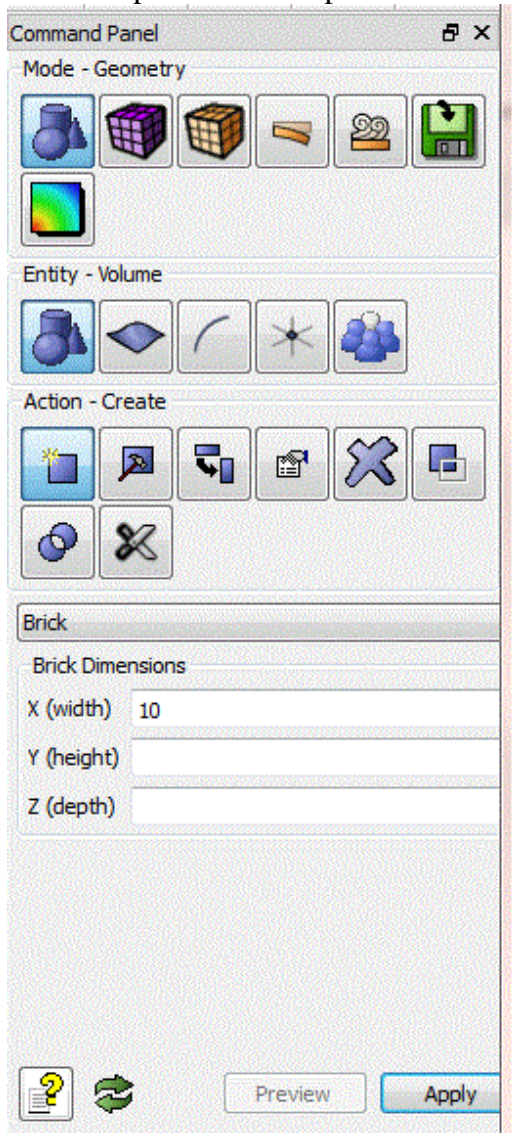 Command Panel
Mode - Geometry
Entity - Volume
Action - Create
Brick
Brick Dimensions
X (width) 10
Y (height)
Z (depth)
Preview Apply